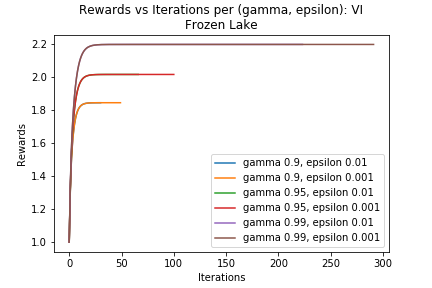 Rewards vs Iterations per (gamma, epsilon): VI
Frozen Lake
2.2
2.0
1.8
1.6
1.4
1.2
1.0
Rewards
gamma 0.9, epsilon 0.01
gamma 0.9, epsilon 0.001
gamma 0.95, epsilon 0.01
gamma 0.95, epsilon 0.001
gamma 0.99, epsilon 0.01
gamma 0.99, epsilon 0.001
0 50 100 150 200 250 300
Iterations